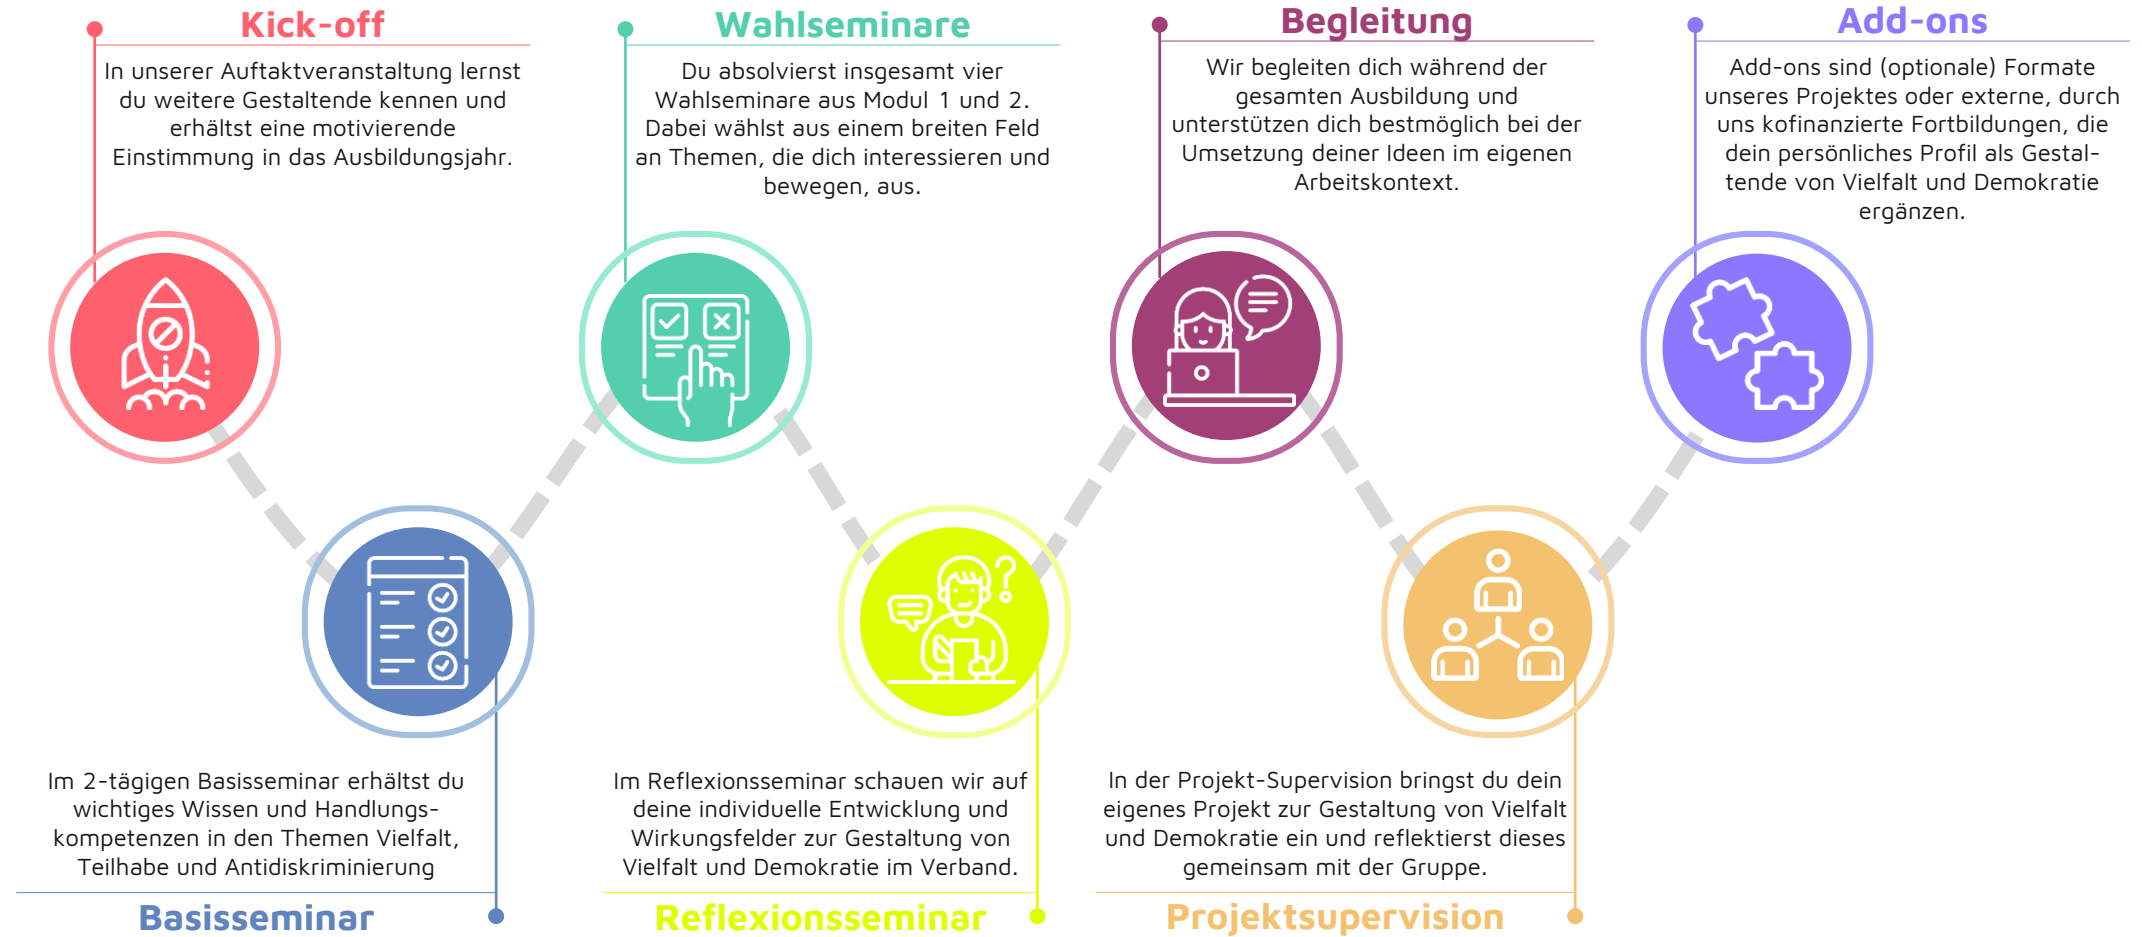 Kick-off
In unserer Auftaktveranstaltung lernst
du weitere Gestaltende kennen und
erhältst eine motivierende
Einstimmung in das Ausbildungsjahr.
Wahlseminare
Du absolvierst insgesamt vier
Wahlseminare aus Modul 1 und 2.
Dabei wählst aus einem breiten Feld
an Themen, die dich interessieren und
bewegen, aus.
Begleitung
Wir begleiten dich während der
gesamten Ausbildung und
unterstützen dich bestmöglich bei der
Umsetzung deiner Ideen im eigenen
Arbeitskontext.
Add-ons
Add-ons sind (optionale) Formate
unseres Projektes oder externe, durch
uns kofinanzierte Fortbildungen, die
dein persönliches Profil als Gestal-
tende von Vielfalt und Demokratie
ergänzen.
Im 2-tägigen Basisseminar erhältst du
wichtiges Wissen und Handlungs-
kompetenzen in den Themen Vielfalt,
Teilhabe und Antidiskriminierung
Basisseminar
Im Reflexionsseminar schauen wir auf
deine individuelle Entwicklung und
Wirkungsfelder zur Gestaltung von
Vielfalt und Demokratie im Verband.
Reflexionsseminar
In der Projekt-Supervision bringst du dein
eigenes Projekt zur Gestaltung von Vielfalt
und Demokratie ein und reflektierst dieses
gemeinsam mit der Gruppe.
Projektsupervision